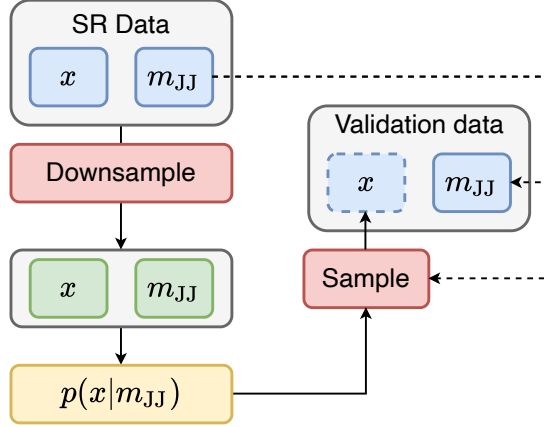 SR Data
x
m_JJ
Validation data
x
m_JJ
Downsample
x
m_JJ
Sample
p(x|m_JJ)